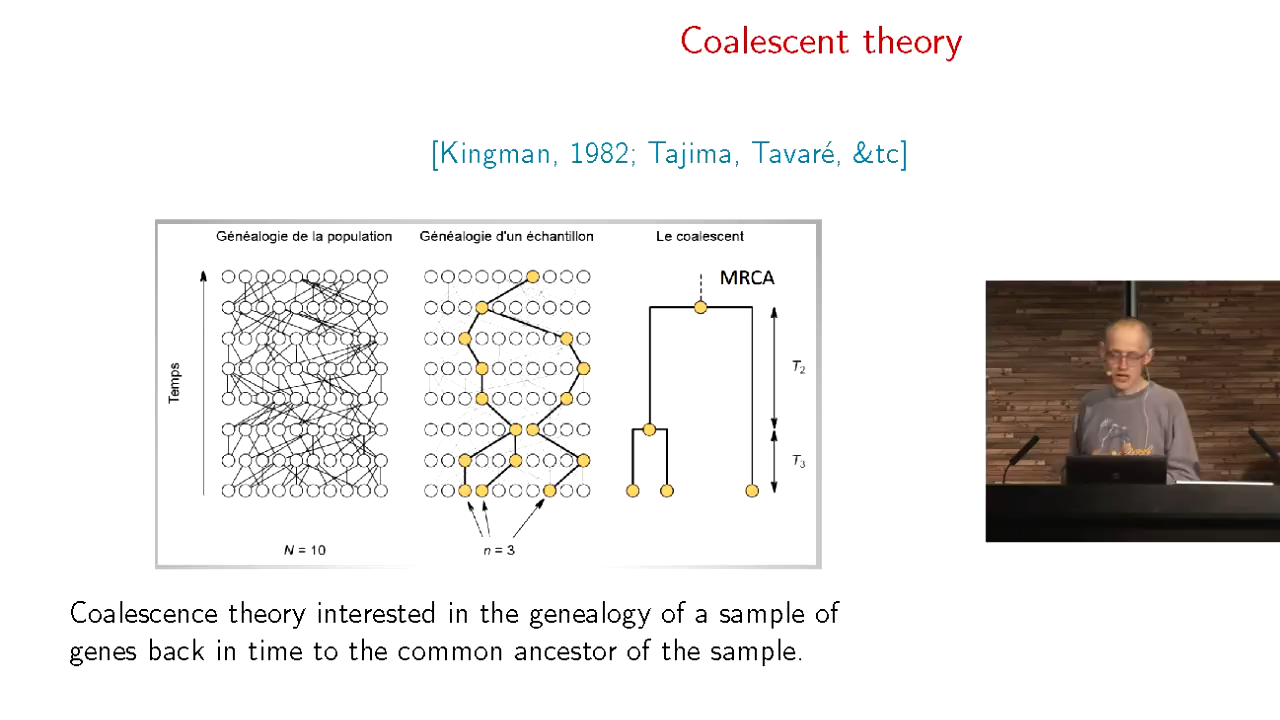 Coalescent theory
[Kingman, 1982; Tajima, Tavaré, &tc]
Généalogie de la population
Généalogie d'un échantillon
Le coalescent
MRCA
Temps
T2
T3
N = 10
n = 3
Coalescence theory interested in the genealogy of a sample of
genes back in time to the common ancestor of the sample.